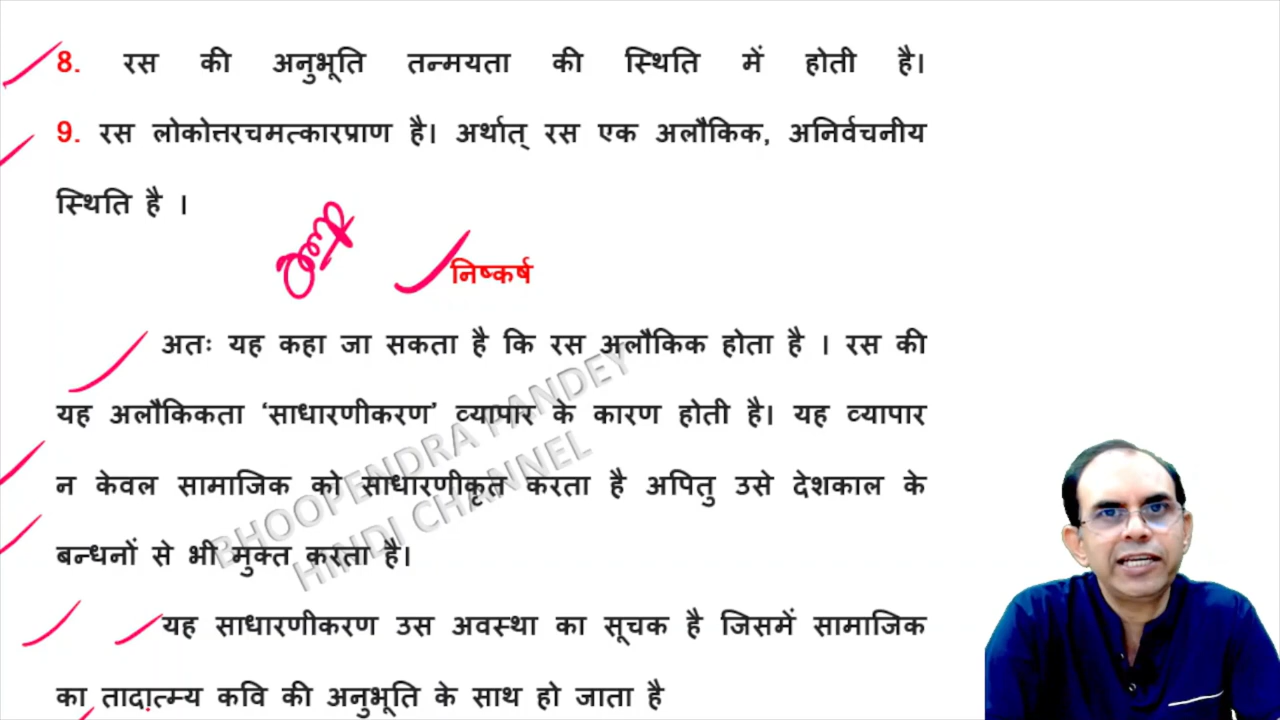 8. रस की अनुभूति तन्मयता की स्थिति में होती है।
9. रस लोकोत्तरचमत्कारप्राण है। अर्थात् रस एक अलौकिक, अनिर्वचनीय
स्थिति है ।
निष्कर्ष
अतः यह कहा जा सकता है कि रस अलौकिक होता है । रस की
यह अलौकिकता ‘साधारणीकरण’ व्यापार के कारण होती है। यह व्यापार
न केवल सामाजिक को साधारणीकृत करता है अपितु उसे देशकाल के
बन्धनों से भी मुक्त करता है।
यह साधारणीकरण उस अवस्था का सूचक है जिसमें सामाजिक
का तादात्म्य कवि की अनुभूति के साथ हो जाता है
BHOOPENDRA PANDEY
HINDI CHANNEL